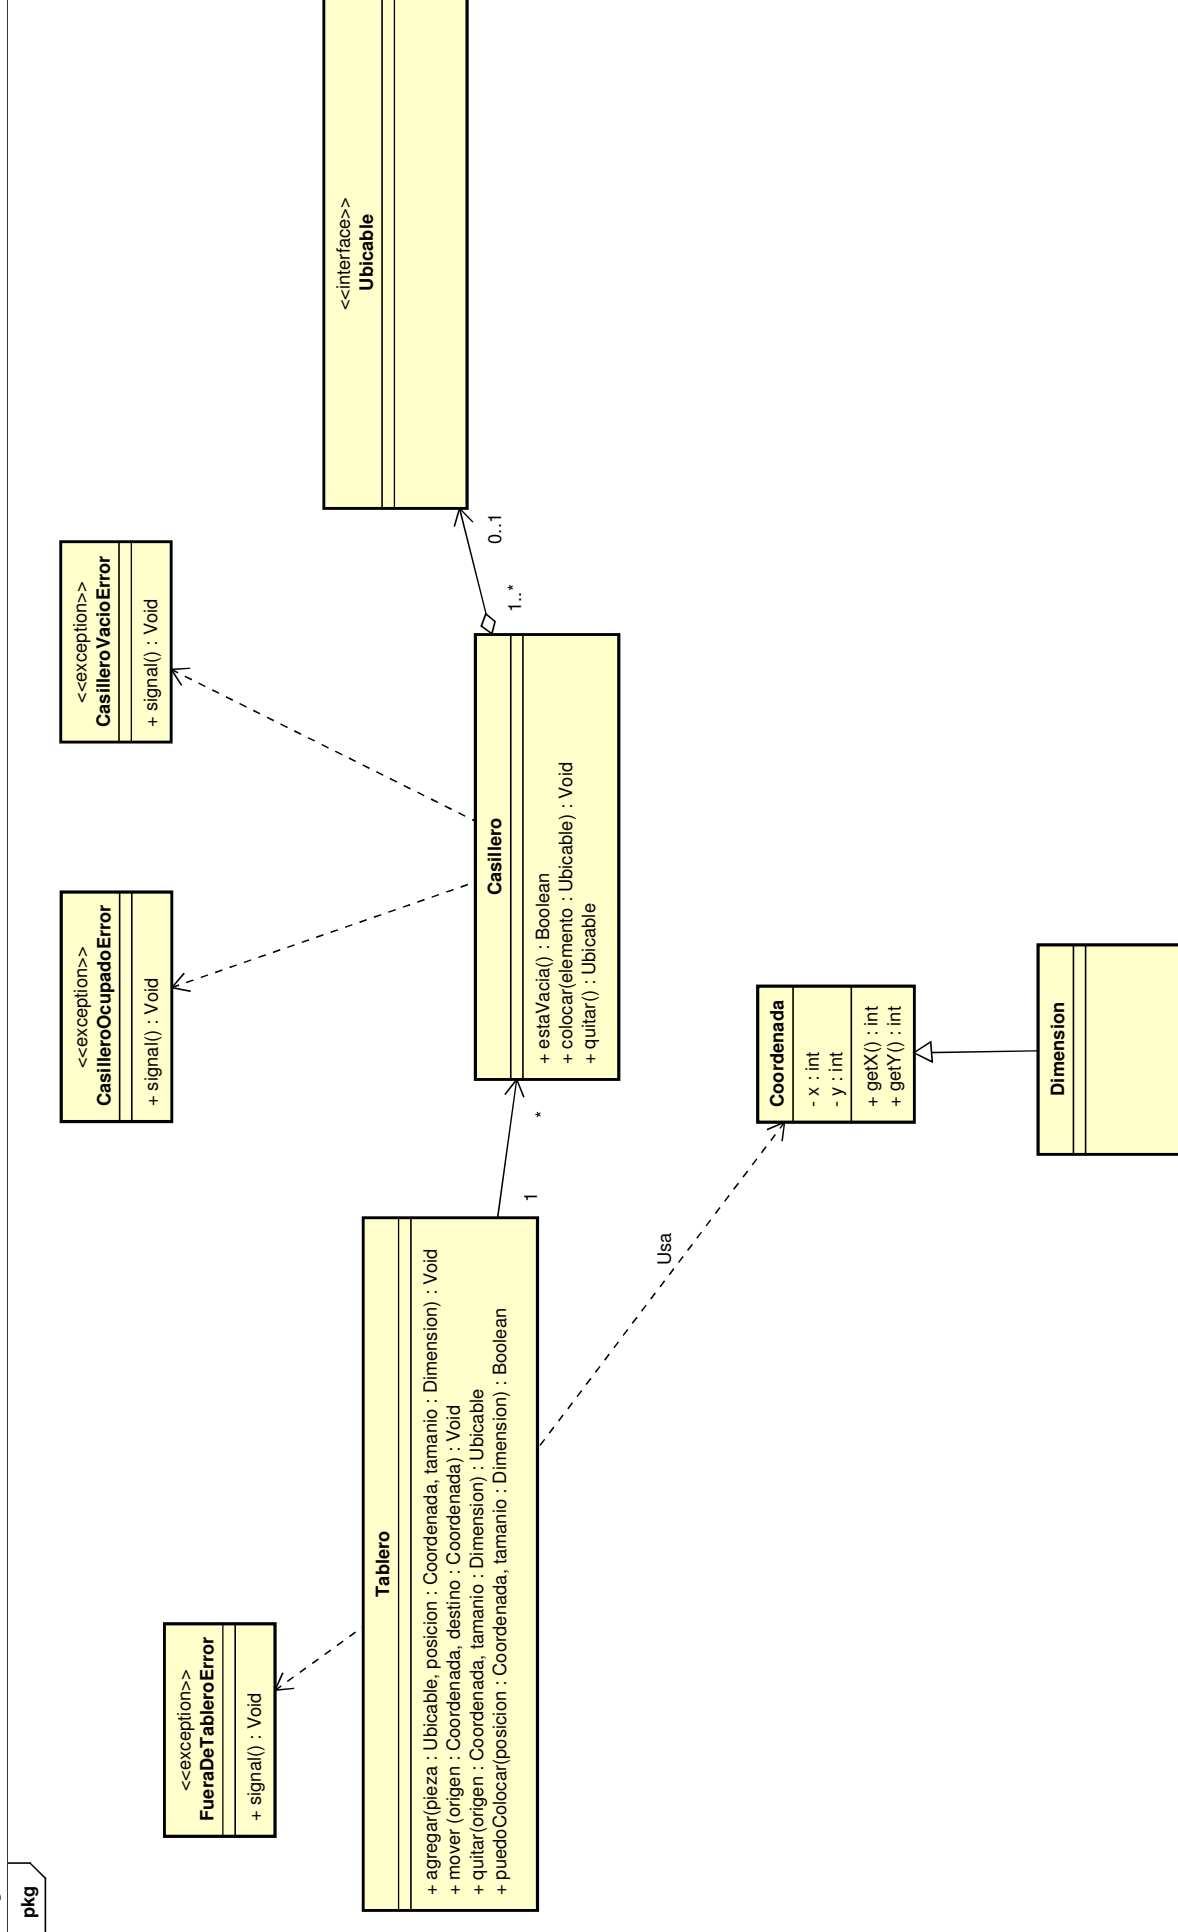 pkg
<<exception>>
FueraDeTableroError
+ signal() : Void
<<exception>>
CasilleroOcupadoError
+ signal() : Void
<<exception>>
CasilleroVacioError
+ signal() : Void
Tablero
+ agregar(pieza : Ubicable, posicion : Coordenada, tamanio : Dimension) : Void
+ mover (origen : Coordenada, destino : Coordenada) : Void
+ quitar(origen : Coordenada, tamanio : Dimension) : Ubicable
+ puedoColocar(posicion : Coordenada, tamanio : Dimension) : Boolean
1
*
Casillero
+ estaVacia() : Boolean
+ colocar(elemento : Ubicable) : Void
+ quitar() : Ubicable
1..*
0..1
<<interface>>
Ubicable
Usa
Coordenada
- x : int
- y : int
+ getX() : int
+ getY() : int
Dimension